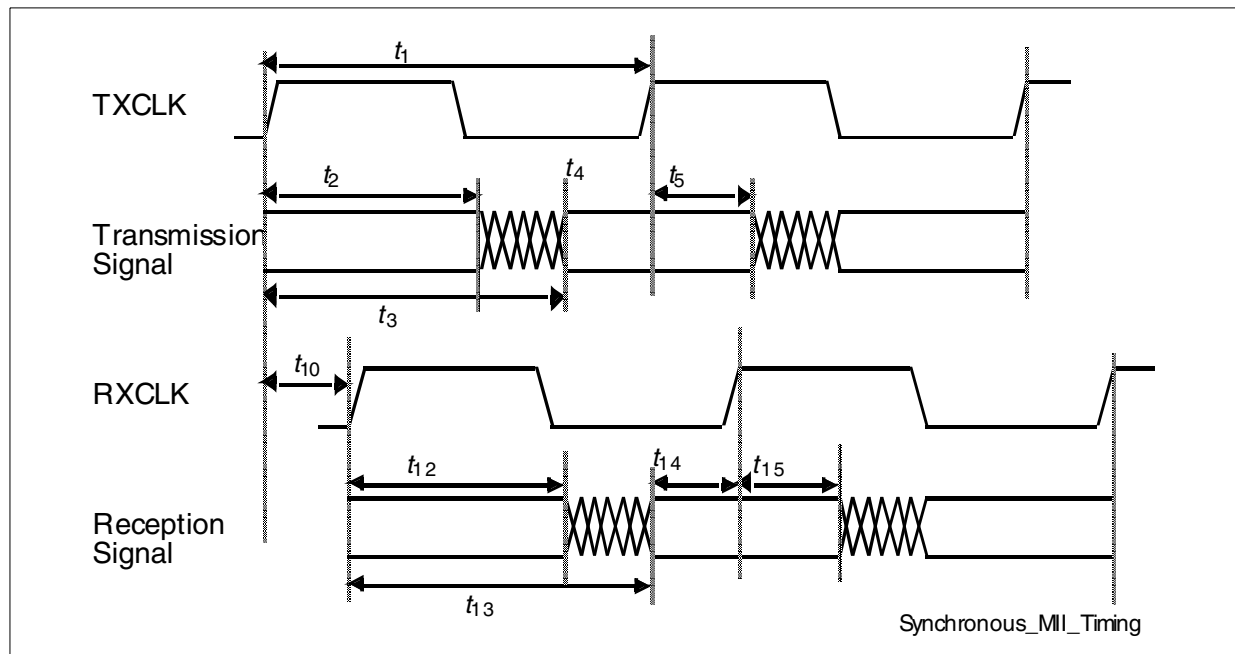 t1
TXCLK
t2
t4
t5
Transmission
Signal
t3
t10
RXCLK
t12
t14
t15
Reception
Signal
t13
Synchronous_MII_Timing